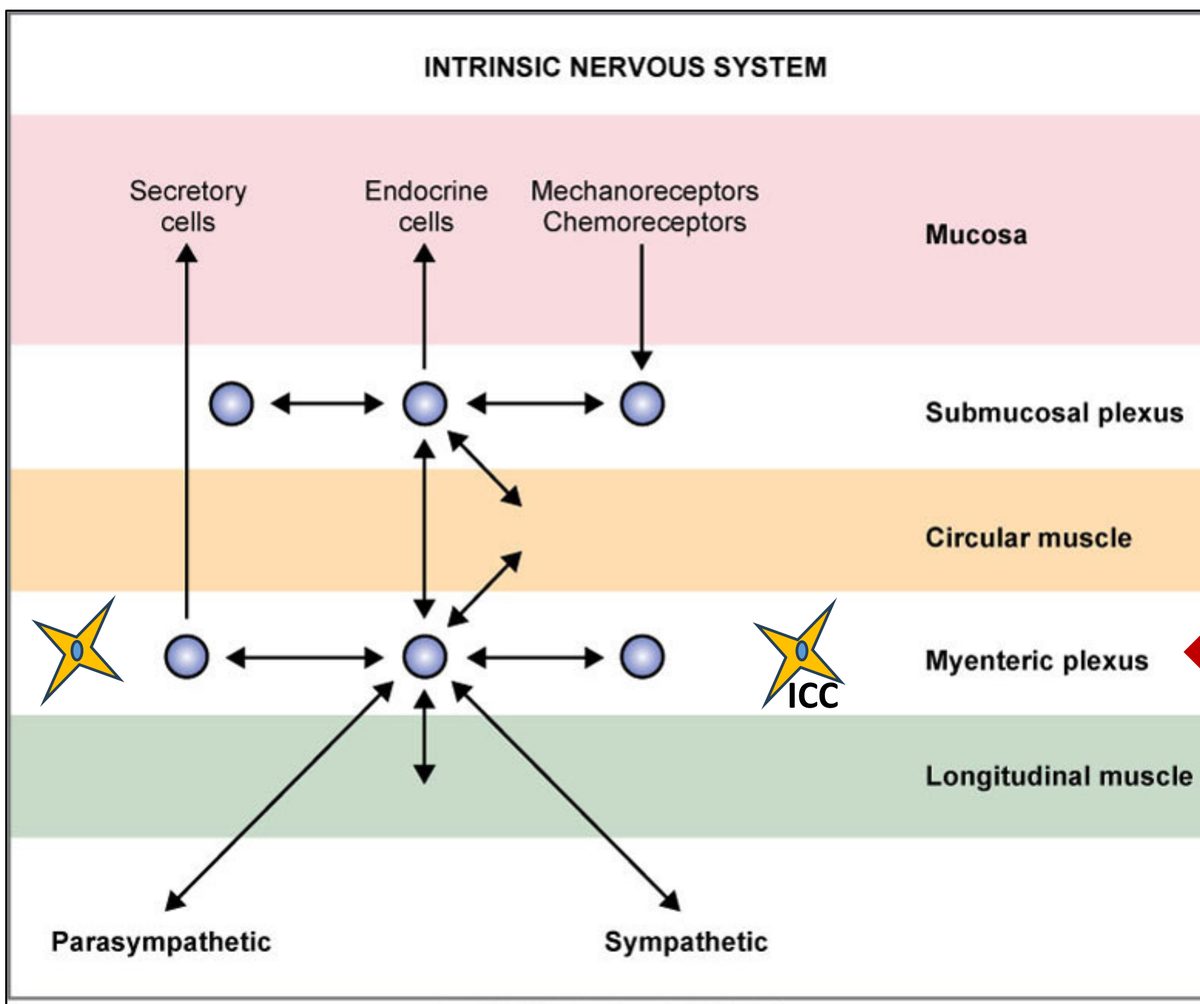 INTRINSIC NERVOUS SYSTEM
Secretory
cells
Endocrine
cells
Mechanoreceptors
Chemoreceptors
Mucosa
Submucosal plexus
Circular muscle
Myenteric plexus
ICC
Longitudinal muscle
Parasympathetic
Sympathetic